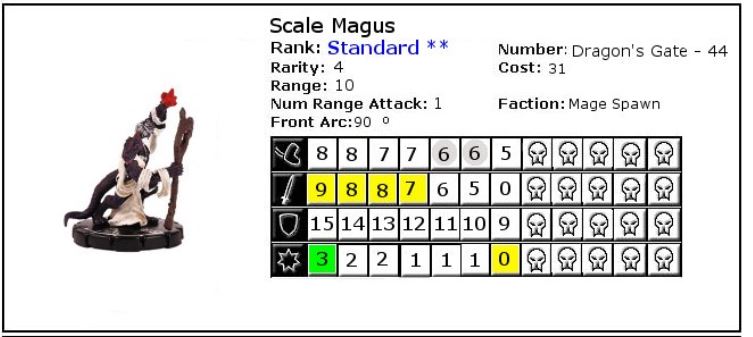 Scale Magus
Rank: Standard **
Number: Dragon's Gate - 44
Rarity: 4
Cost: 31
Range: 10
Num Range Attack: 1
Faction: Mage Spawn
Front Arc:90 º
8 8 7 7 6 6 5
9 8 8 7 6 5 0
15 14 13 12 11 10 9
3 2 2 1 1 1 0